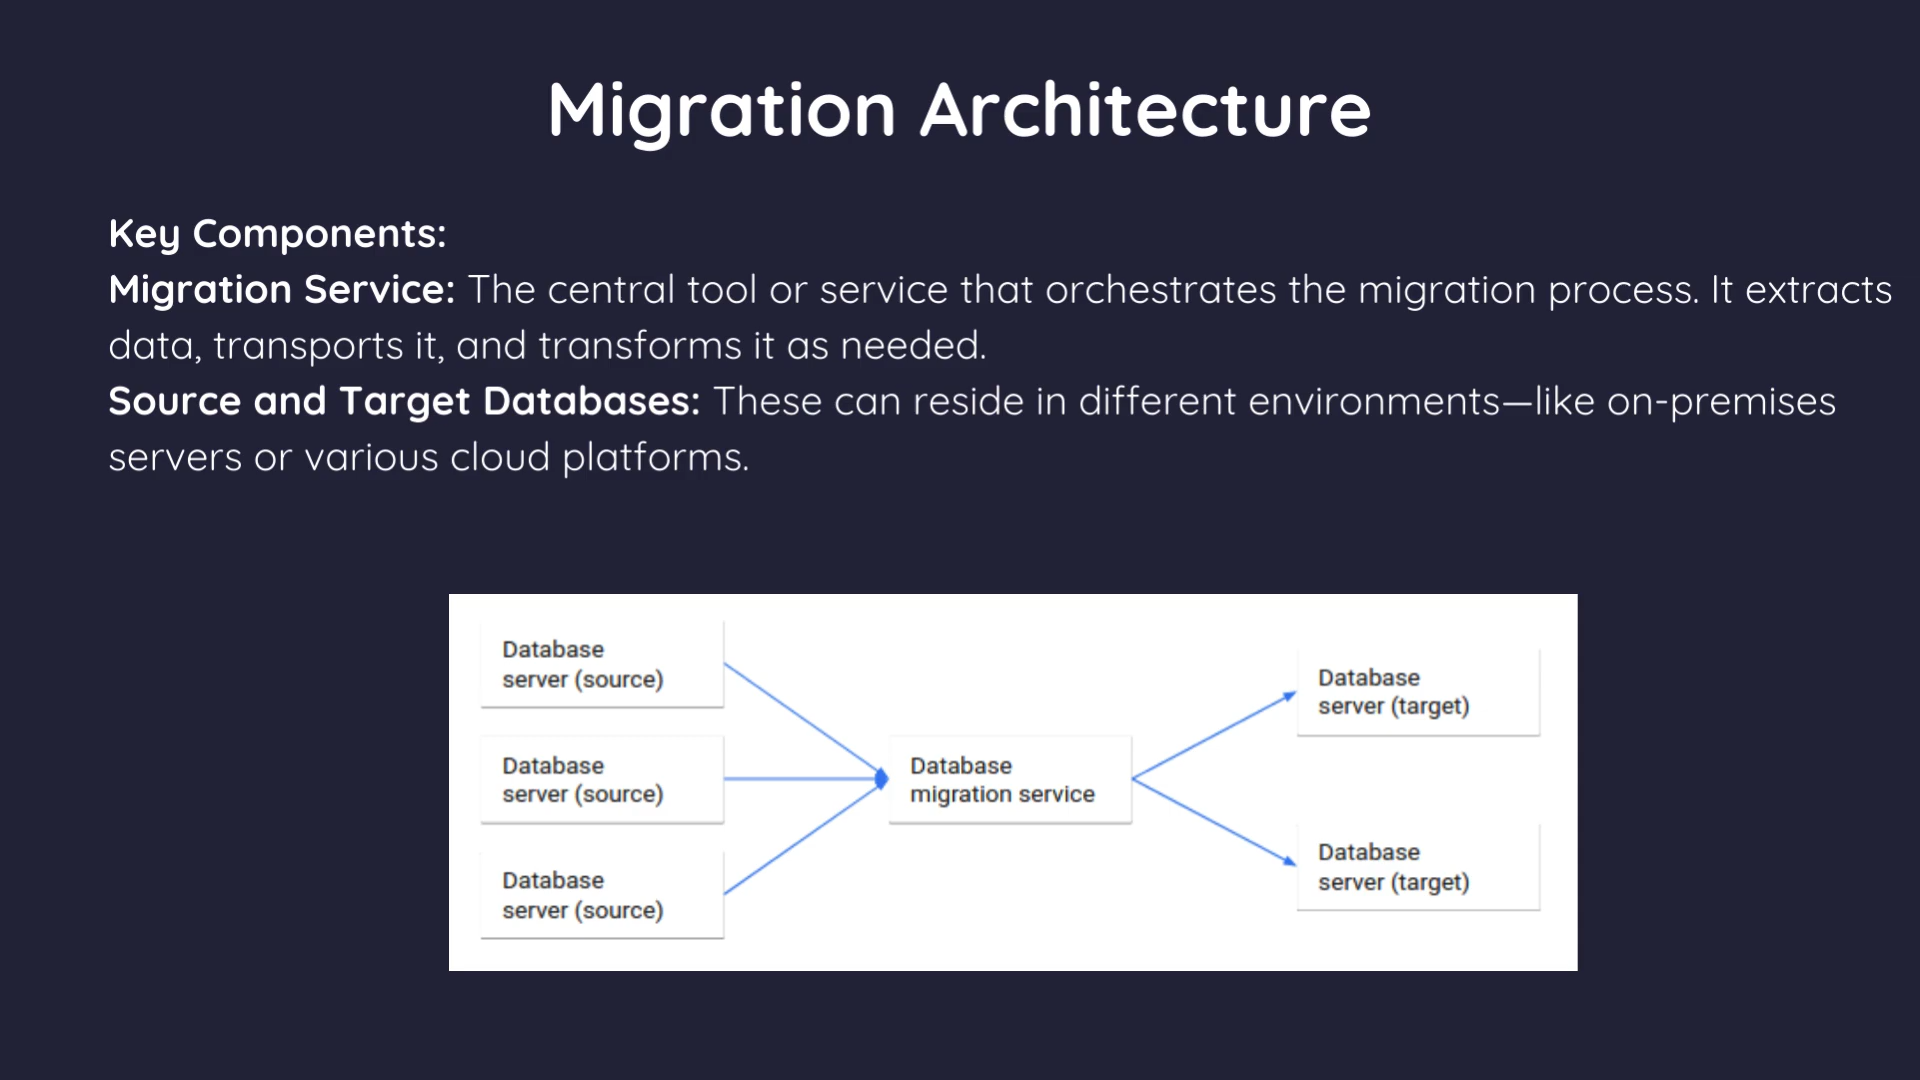 Migration Architecture
Key Components:
Migration Service: The central tool or service that orchestrates the migration process. It extracts
data, transports it, and transforms it as needed.
Source and Target Databases: These can reside in different environments—like on-premises
servers or various cloud platforms.
Database
server (source)
Database
server (source)
Database
server (source)
Database
migration service
Database
server (target)
Database
server (target)